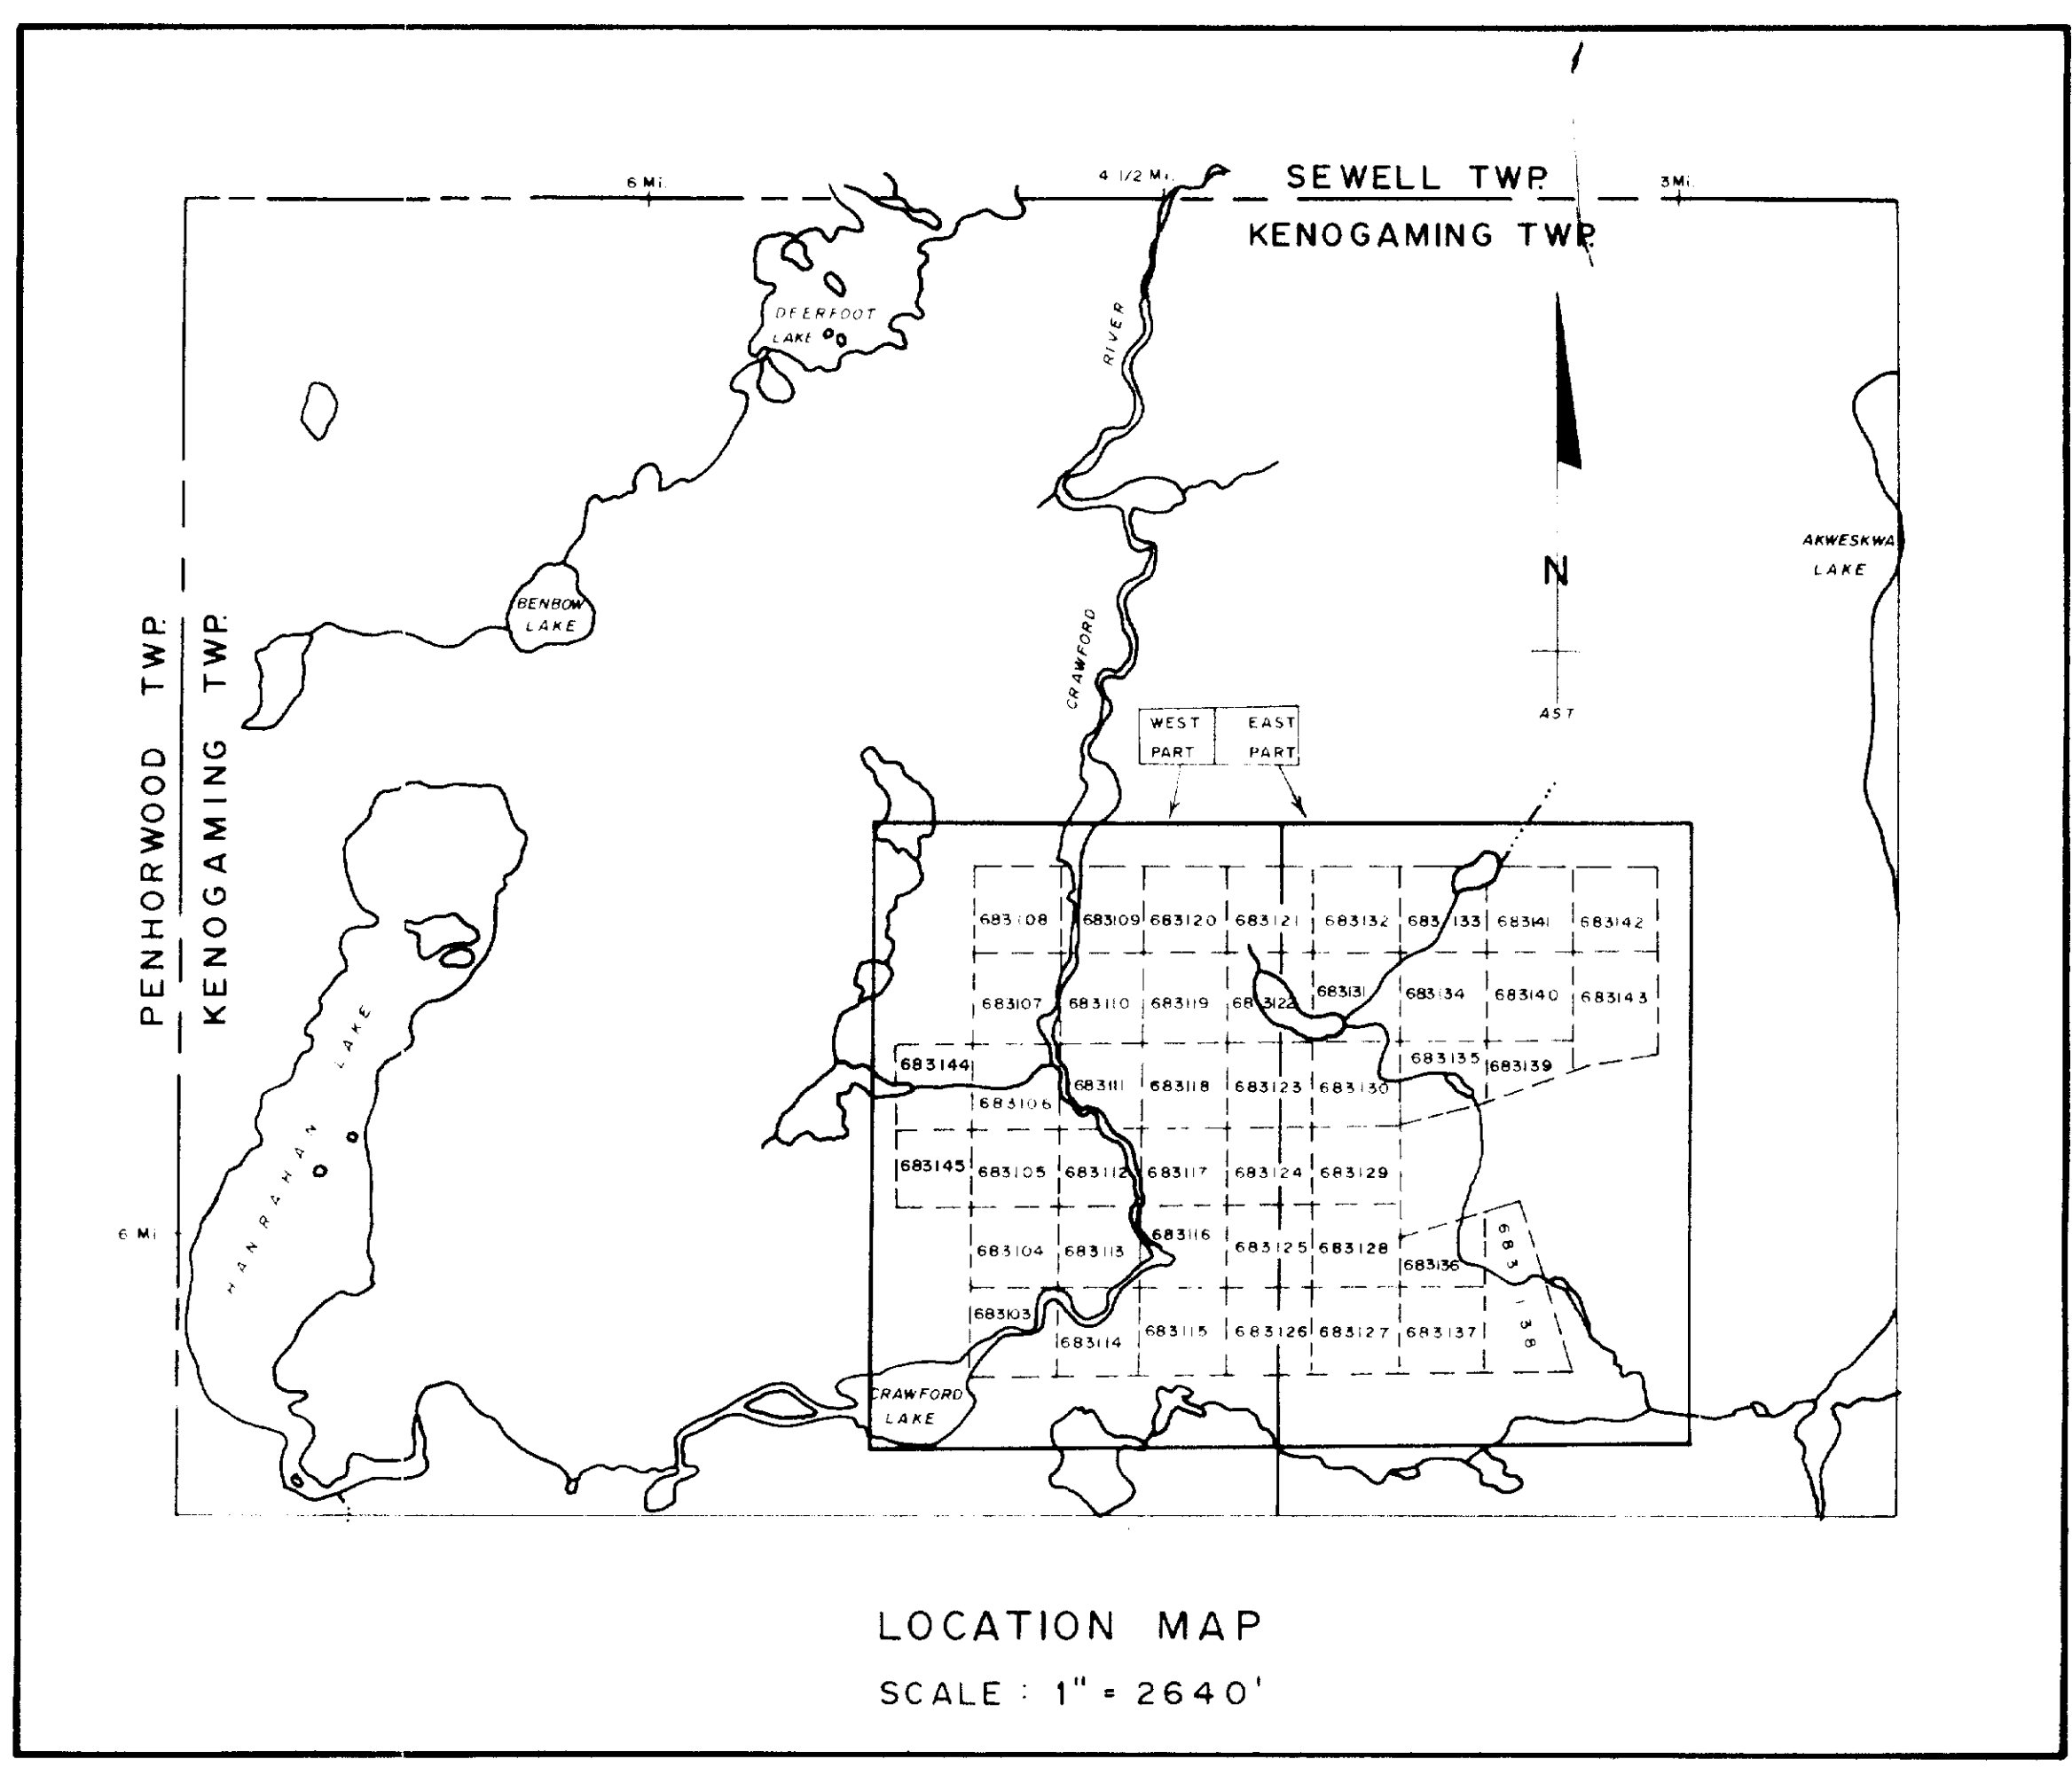 6 Mi.
4 1/2 Mi.
SEWELL TWP.
3 Mi.
KENOGAMING TWP.
DEERFOOT
LAKE
RIVER
AKWESKWA
LAKE
N
BENBOW
LAKE
CRAWFORD
PENHORWOOD TWP.
KENOGAMING TWP.
AST
WEST
PART
EAST
PART
683108 683109 683120 683121 683132 683133 683141 683142
683107 683110 683119 683122 683131 683134 683140 683143
683144 683106 683111 683118 683123 683130 683135 683139
683145 683105 683112 683117 683124 683129
683104 683113 683116 683125 683128 683136 683138
683103 683114 683115 683126 683127 683137
HANRAHAN LAKE
6 Mi.
CRAWFORD
LAKE
LOCATION MAP
SCALE : 1" = 2640'